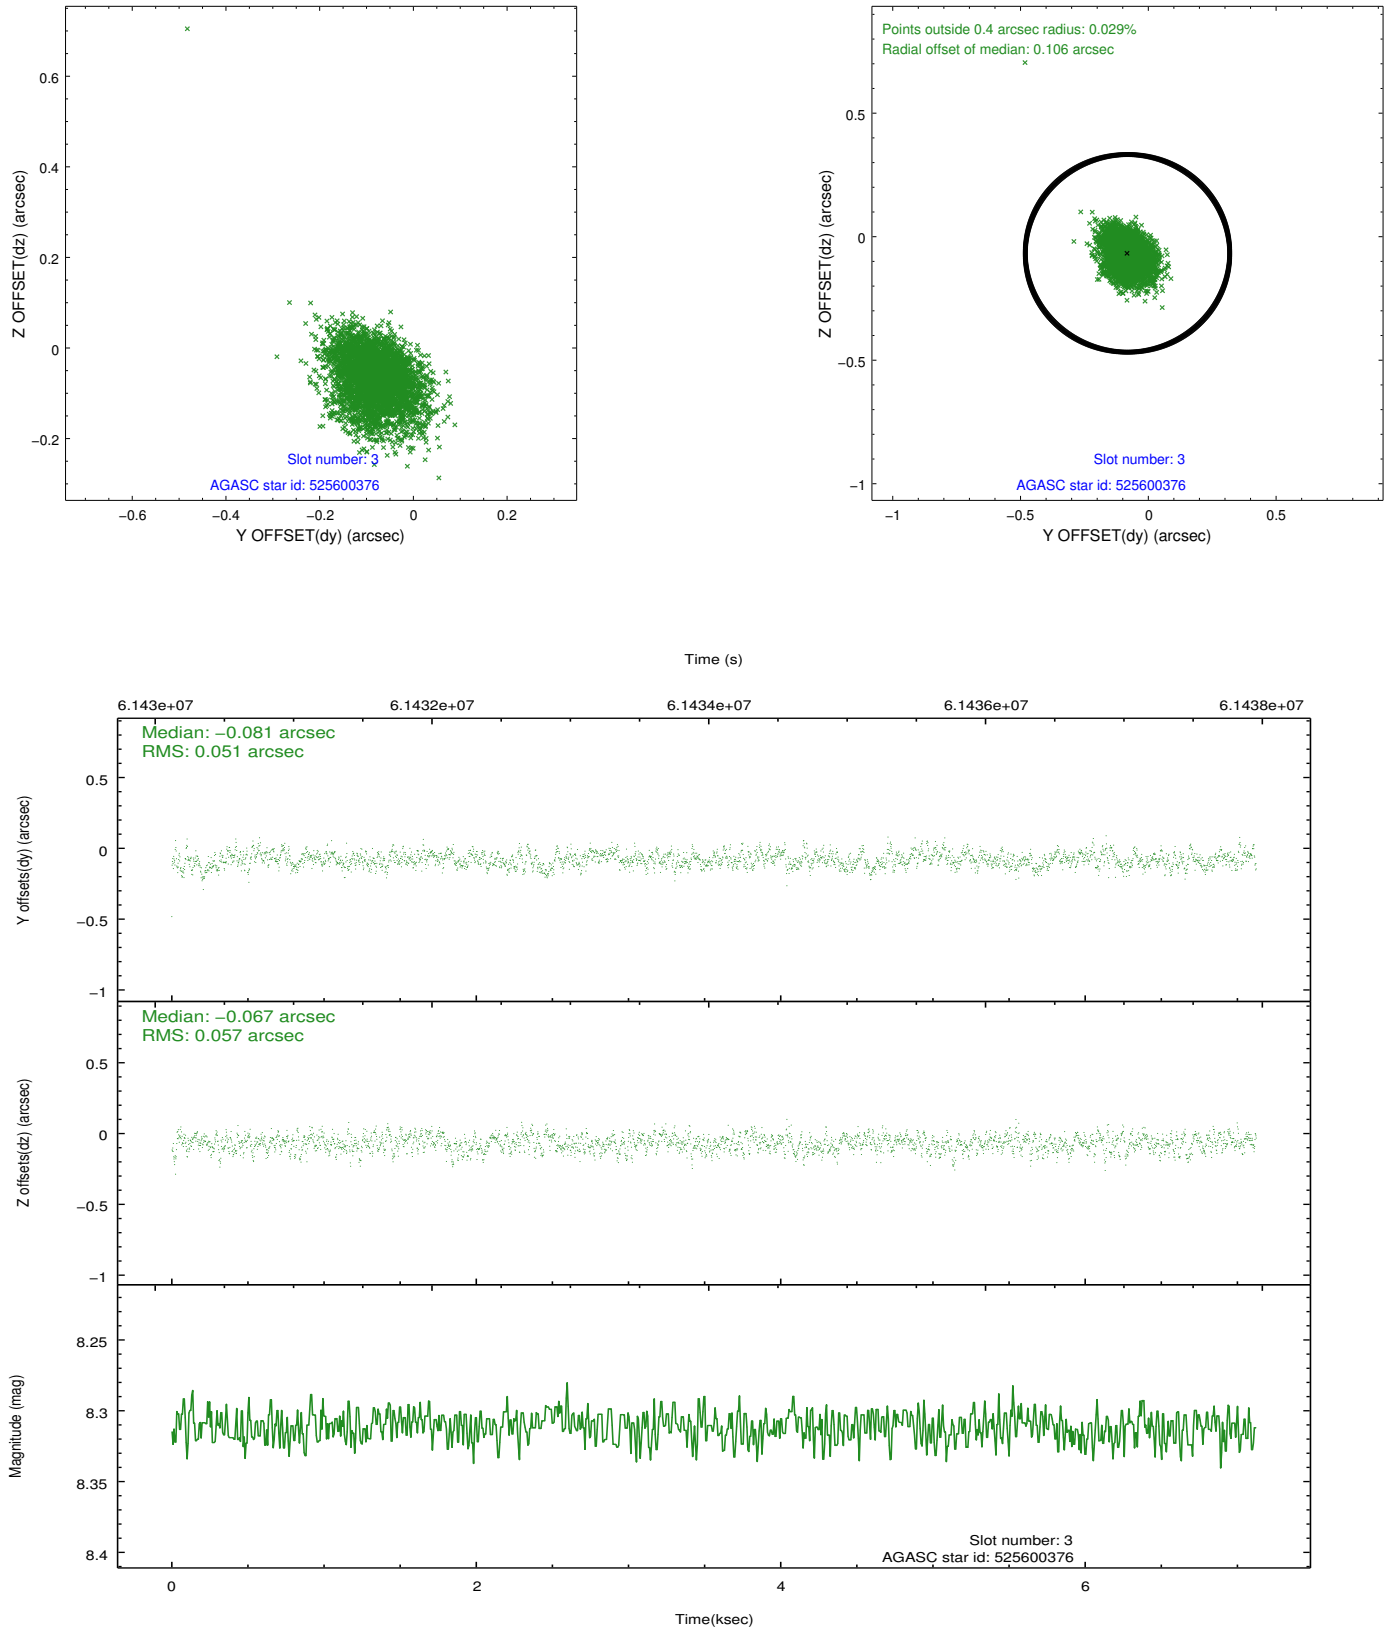 0.6
0.4
0.2
0
−0.2
Z OFFSET(dz) (arcsec)
Slot number: 3
AGASC star id: 525600376
−0.6
−0.4
−0.2
0
0.2
Y OFFSET(dy) (arcsec)
Points outside 0.4 arcsec radius: 0.029%
Radial offset of median: 0.106 arcsec
0.5
0
−0.5
−1
Z OFFSET(dz) (arcsec)
Slot number: 3
AGASC star id: 525600376
−1
−0.5
0
0.5
Y OFFSET(dy) (arcsec)
Time (s)
6.143e+07
6.1432e+07
6.1434e+07
6.1436e+07
6.1438e+07
Median: −0.081 arcsec
RMS: 0.051 arcsec
0.5
0
−0.5
−1
Y offsets(dy) (arcsec)
Median: −0.067 arcsec
RMS: 0.057 arcsec
0.5
0
−0.5
−1
Z offsets(dz) (arcsec)
8.25
8.3
8.35
8.4
Magnitude (mag)
Slot number: 3
AGASC star id: 525600376
0
2
4
6
Time(ksec)